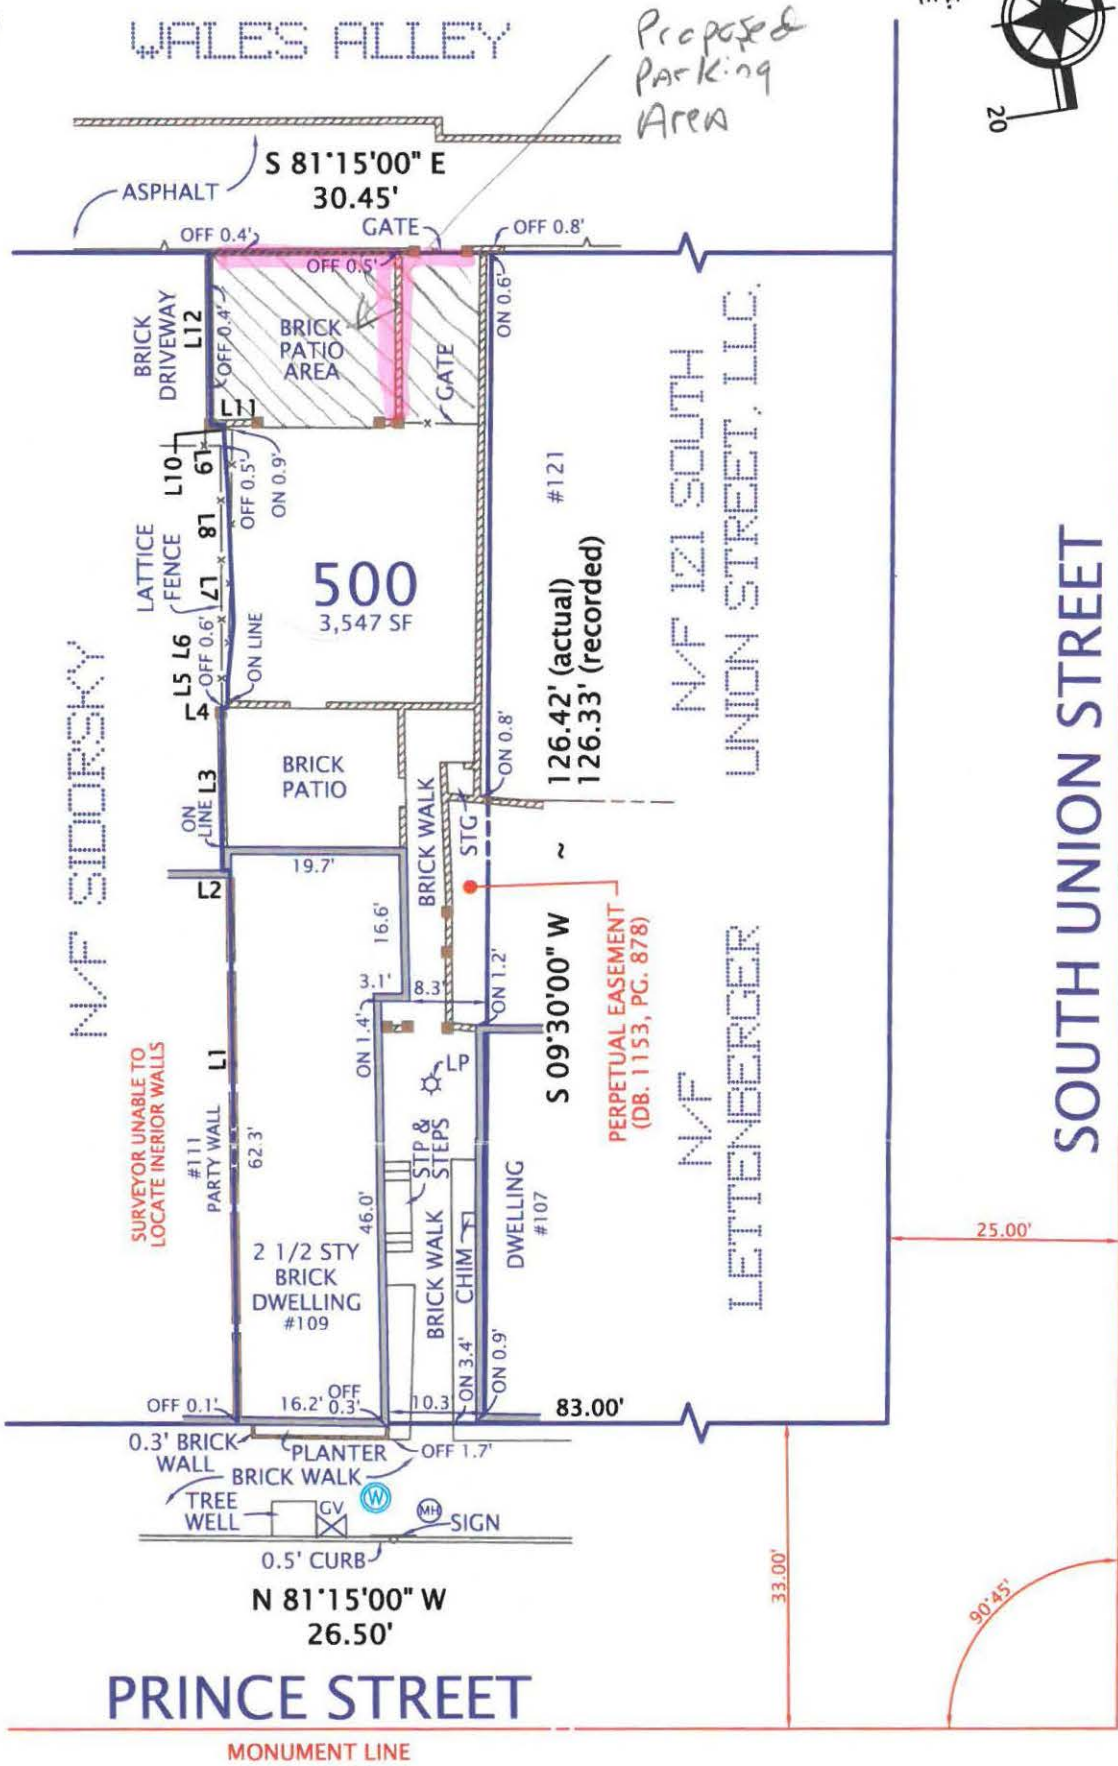 WALES ALLEY
Proposed
Parking
Area
20
S 81°15'00" E
30.45'
ASPHALT
OFF 0.4'
GATE
OFF 0.8'
OFF 0.5'
ON 0.6'
BRICK
DRIVEWAY
L12
OFF 0.4'
BRICK
PATIO
AREA
GATE
L11
L10
L9
OFF 0.5'
ON 0.9'
#121
N/F 121 SOUTH
UNION STREET, LLC.
LATTICE
FENCE
L8
L7
L6
L5
OFF 0.6'
ON LINE
500
3,547 SF
126.42' (actual)
126.33' (recorded)
N/F SIDORSKY
L4
L3
ON
LINE
BRICK
PATIO
BRICK WALK
STG
ON 0.8'
~
SOUTH UNION STREET
L2
19.7'
16.6'
3.1'
8.3'
ON 1.2'
ON 1.4'
S 09°30'00" W
PERPETUAL EASEMENT
(DB. 1153, PG. 878)
N/F
LETTENBERGER
SURVEYOR UNABLE TO
LOCATE INERIOR WALLS
L1
#111
PARTY WALL
62.3'
LP
STP &
STEPS
46.0'
BRICK WALK
CHIM
DWELLING
#107
25.00'
2 1/2 STY
BRICK
DWELLING
#109
OFF 0.1'
16.2'
OFF
0.3'
10.3
ON 3.4'
ON 0.9'
83.00'
0.3' BRICK
WALL
PLANTER
OFF 1.7'
BRICK WALK
TREE
WELL
GV
W
MH
SIGN
0.5' CURB
33.00'
90°45'
N 81°15'00" W
26.50'
PRINCE STREET
MONUMENT LINE